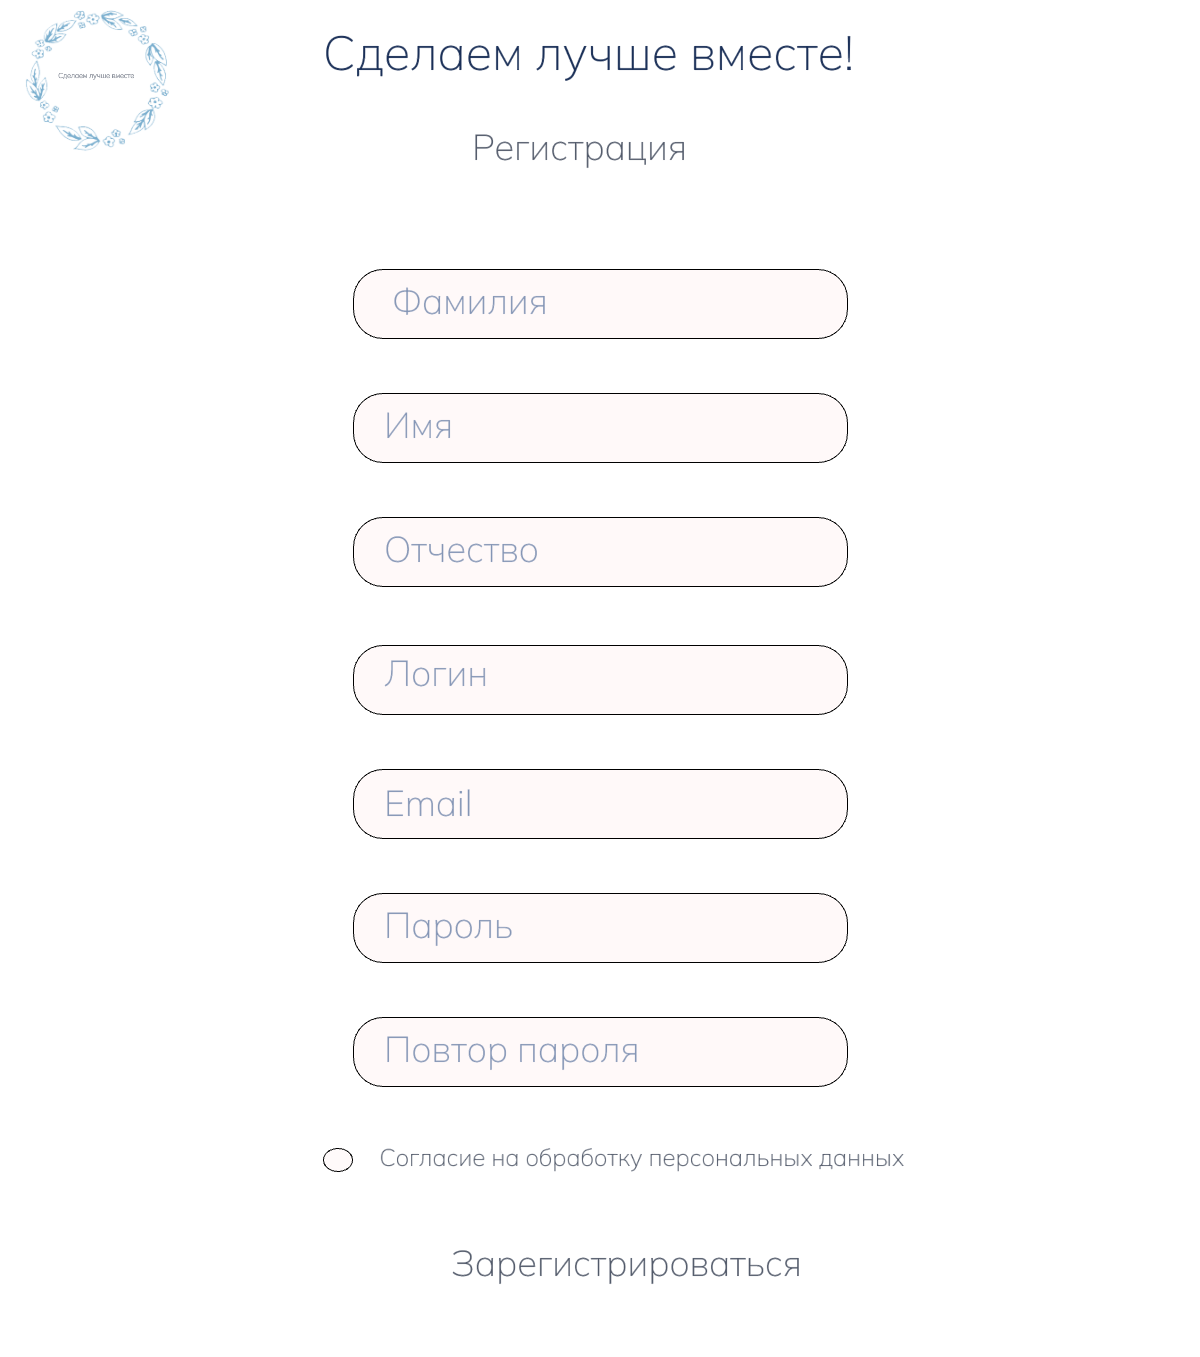 Сделаем лучше вместе
Сделаем лучше вместе!
Регистрация
Фамилия
Имя
Отчество
Логин
Email
Пароль
Повтор пароля
Согласие на обработку персональных данных
Зарегистрироваться